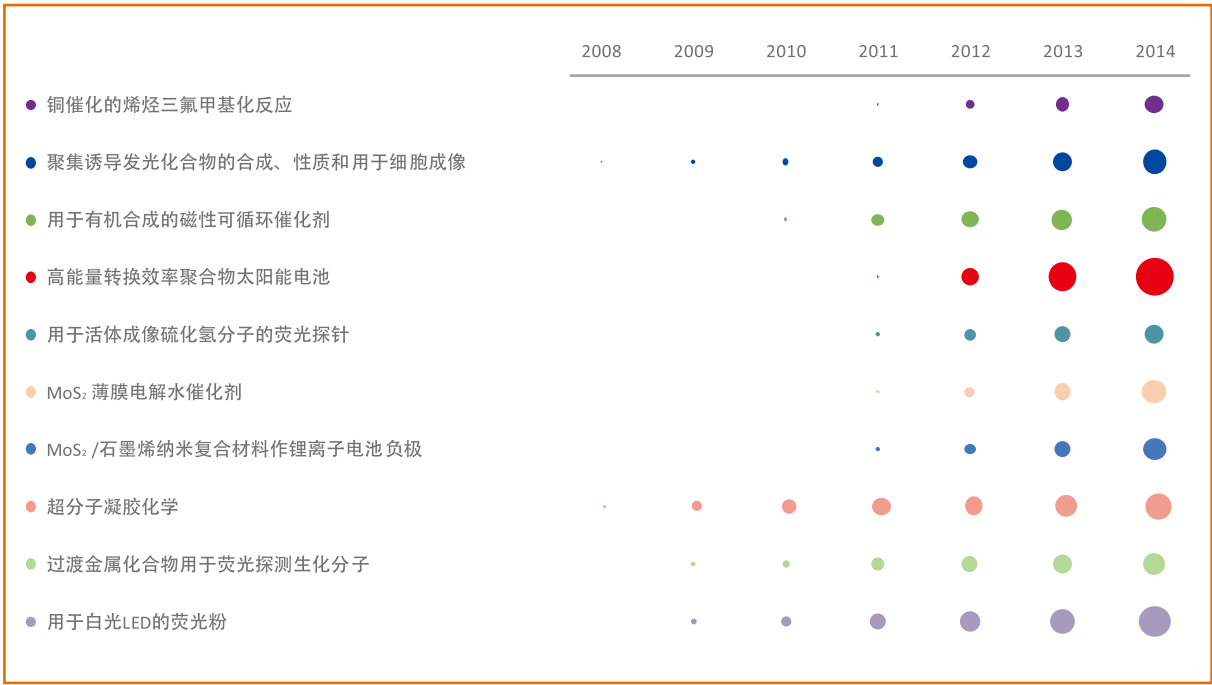 2008 2009 2010 2011 2012 2013 2014
铜催化的烯烃三氟甲基化反应
聚集诱导发光化合物的合成、性质和用于细胞成像
用于有机合成的磁性可循环催化剂
高能量转换效率聚合物太阳能电池
用于活体成像硫化氢分子的荧光探针
MoS₂ 薄膜电解水催化剂
MoS₂ /石墨烯纳米复合材料作锂离子电池负极
超分子凝胶化学
过渡金属化合物用于荧光探测生化分子
用于白光LED的荧光粉